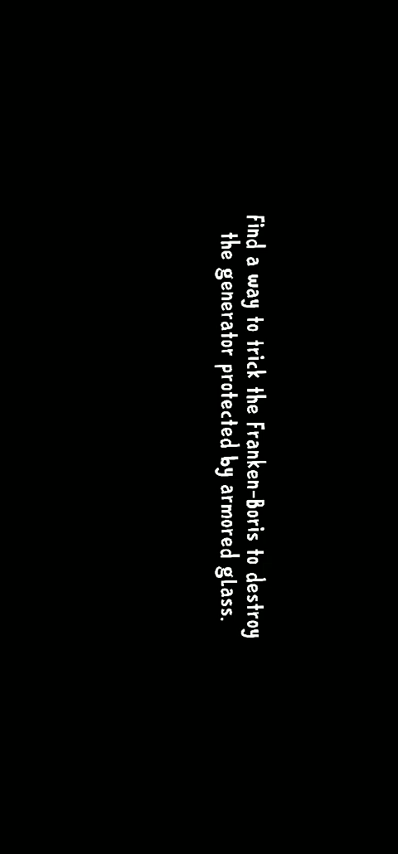 Find a way to trick the Franken-Boris to destroy
the generator protected by armored glass.